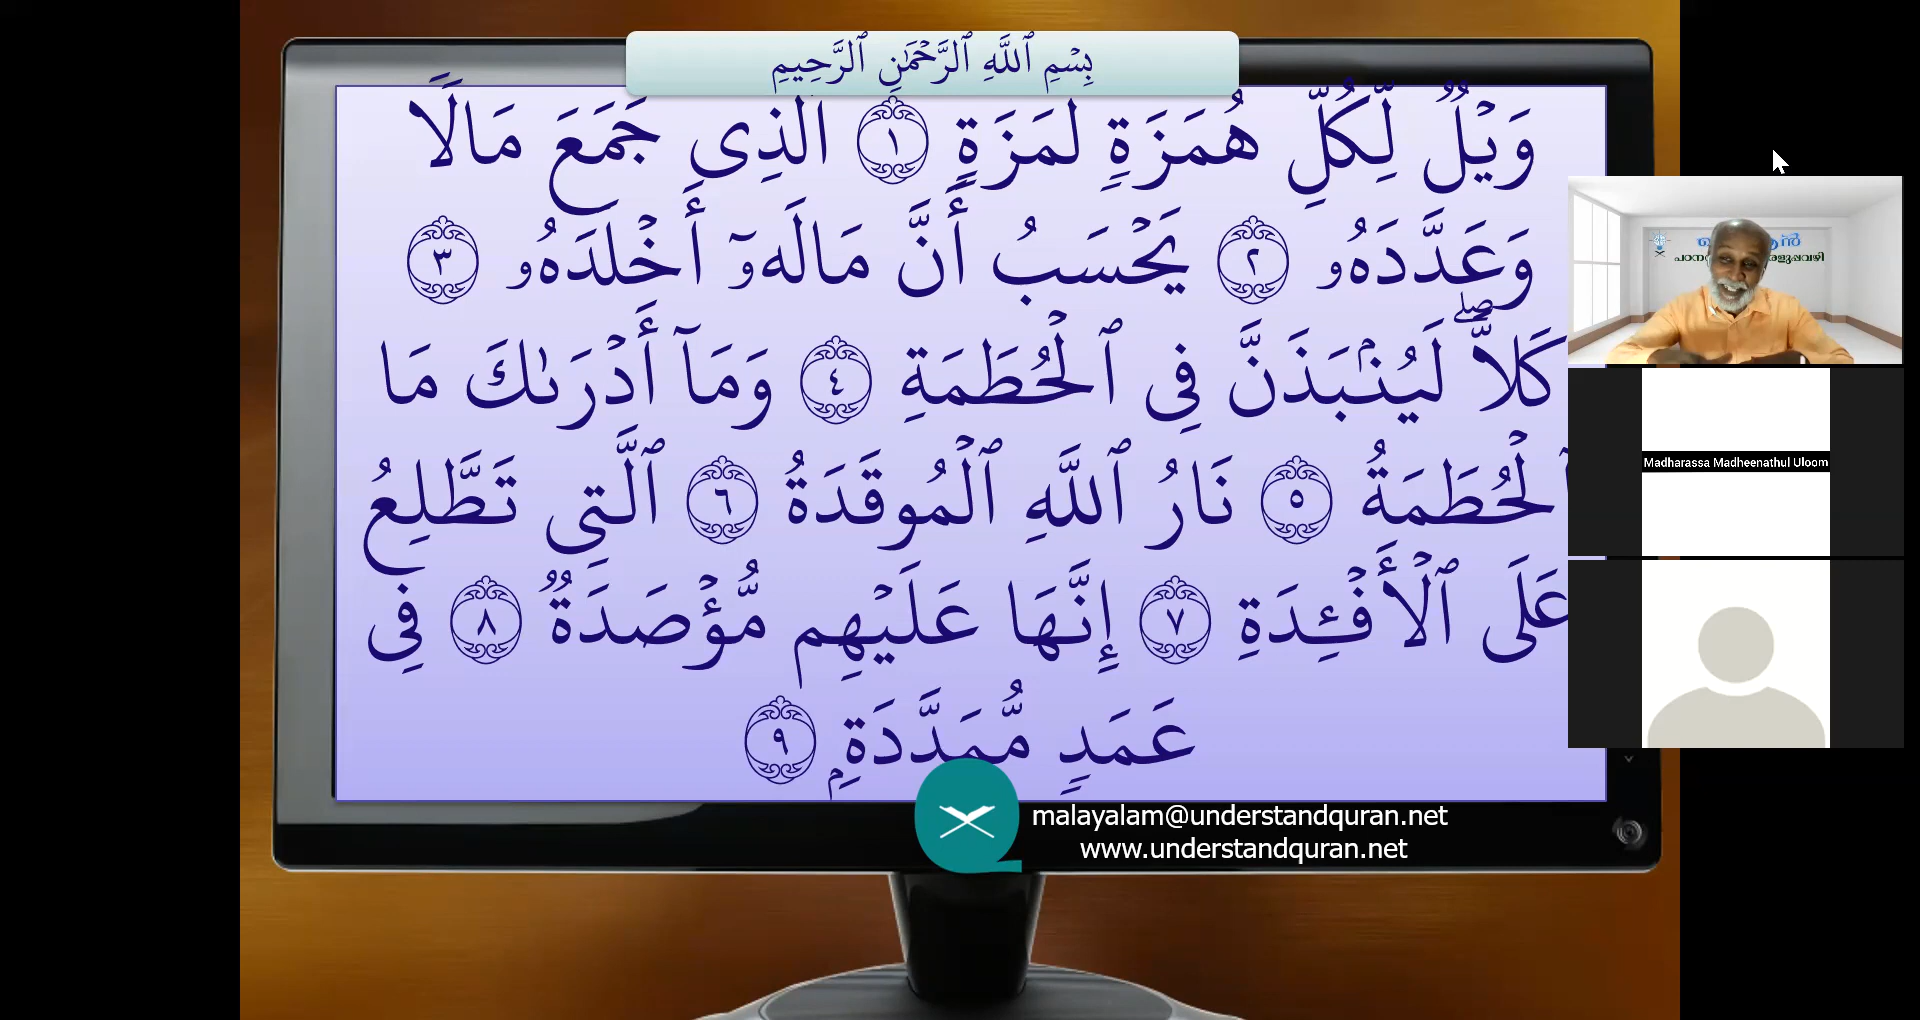 بِسْمِ ٱللَّهِ ٱلرَّحْمَٰنِ ٱلرَّحِيمِ
وَيْلٌ لِّكُلِّ هُمَزَةٍ لُّمَزَةٍ ١ ٱلَّذِى جَمَعَ مَالًا
وَعَدَّدَهُۥ ٢ يَحْسَبُ أَنَّ مَالَهُۥٓ أَخْلَدَهُۥ ٣
كَلَّاۖ لَيُنۢبَذَنَّ فِى ٱلْحُطَمَةِ ٤ وَمَآ أَدْرَىٰكَ مَا
ٱلْحُطَمَةُ ٥ نَارُ ٱللَّهِ ٱلْمُوقَدَةُ ٦ ٱلَّتِى تَطَّلِعُ
عَلَى ٱلْأَفْـِٔدَةِ ٧ إِنَّهَا عَلَيْهِم مُّؤْصَدَةٌ ٨ فِى
عَمَدٍ مُّمَدَّدَةٍۭ ٩
malayalam@understandquran.net
www.understandquran.net
Madharassa Madheenathul Uloom